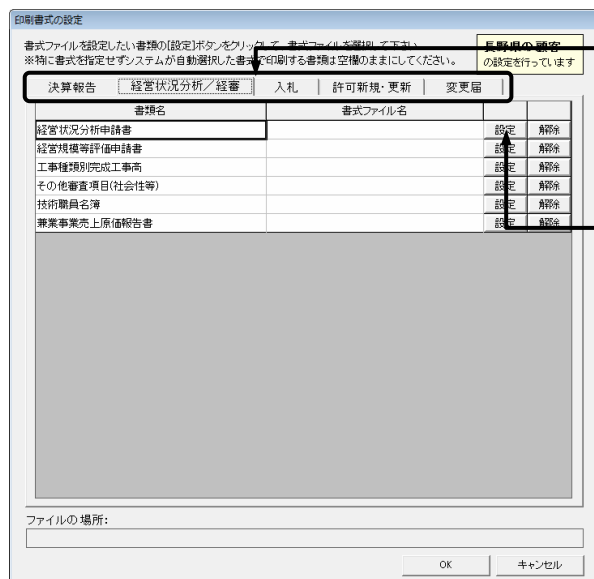 印刷書式の設定
書式ファイルを設定したい書類の[設定]ボタンをクリックして、書式ファイルを選択して下さい。
※特に書式を指定せずシステムが自動選択した書式で印刷する書類は空欄のままにしてください。
長野県の顧客
の設定を行っています
決算報告 経営状況分析／経審 入札 許可新規・更新 変更届
書類名 書式ファイル名
経営状況分析申請書 設定 解除
経営規模等評価申請書 設定 解除
工事種類別完成工事高 設定 解除
その他審査項目(社会性等) 設定 解除
技術職員名簿 設定 解除
兼業事業売上原価報告書 設定 解除
ファイルの場所:
OK キャンセル